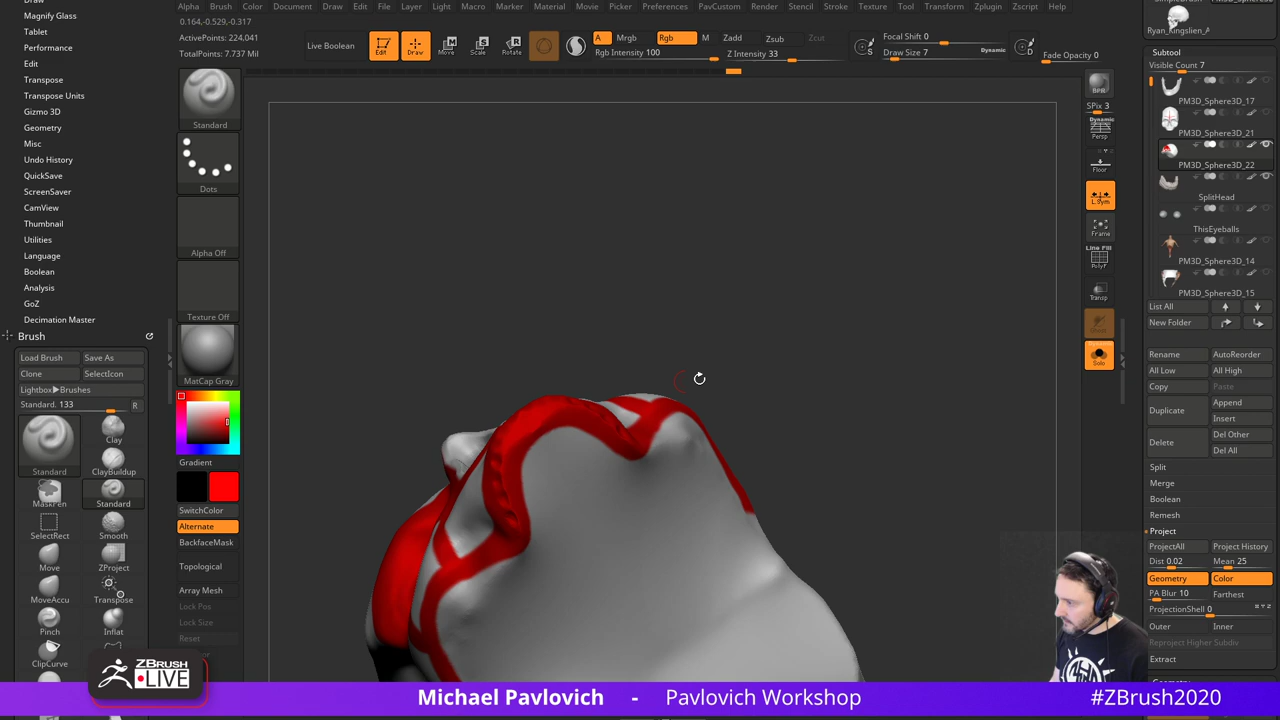 Draw
Tablet
Performance
Edit
Transpose
Transpose Units
Gizmo 3D
Geometry
Misc
Undo History
QuickSave
ScreenSaver
CamView
Thumbnail
Utilities
Language
Boolean
Analysis
GoZ
Decimation Master
Brush
Load Brush Save As
Clone SelectIcon
Lightbox▶Brushes
Standard. 133 R
Standard Clay
ClayBuildup
MaskPen Standard
SelectRect Smooth
Move ZProject
MoveAccu Transpose
Pinch Inflat
ClipCurve
Alpha Brush Color Document Draw Edit File Layer Light Macro Marker Material Movie Picker Preferences PavCustom Render Stencil Stroke Texture Tool Transform Zplugin Zscript Help
0.164,-0.529,-0.317
ActivePoints: 224,041
TotalPoints: 7.737 Mil
Live Boolean
Edit Draw Move Scale Rotate
A Mrgb Rgb M Zadd Zsub Zcut
Rgb Intensity 100 Z Intensity 33
Focal Shift 0
Draw Size 7 Dynamic
S D
Fade Opacity 0
Standard
Dots
Alpha Off
Texture Off
MatCap Gray
Gradient
SwitchColor
Alternate
BackfaceMask
Topological
Array Mesh
Lock Pos
Lock Size
Reset
BPR
SPix 3
Dynamic
Persp
Floor
L.Sym
Frame
Line Fill
PolyF
Transp
Solo
Ryan_Kingslien_A
Subtool
Visible Count 7
PM3D_Sphere3D_17
PM3D_Sphere3D_21
PM3D_Sphere3D_22
SplitHead
ThisEyeballs
PM3D_Sphere3D_14
PM3D_Sphere3D_15
List All
New Folder
Rename AutoReorder
All Low All High
Copy Paste
Duplicate Append
Insert
Delete Del Other
Del All
Split
Merge
Boolean
Remesh
Project
ProjectAll Project History
Dist 0.02 Mean 25
Geometry Color
PA Blur 10 Farthest
ProjectionShell 0
Outer Inner
Reproject Higher Subdiv
Extract
ZBRUSH
LIVE
Michael Pavlovich - Pavlovich Workshop #ZBrush2020